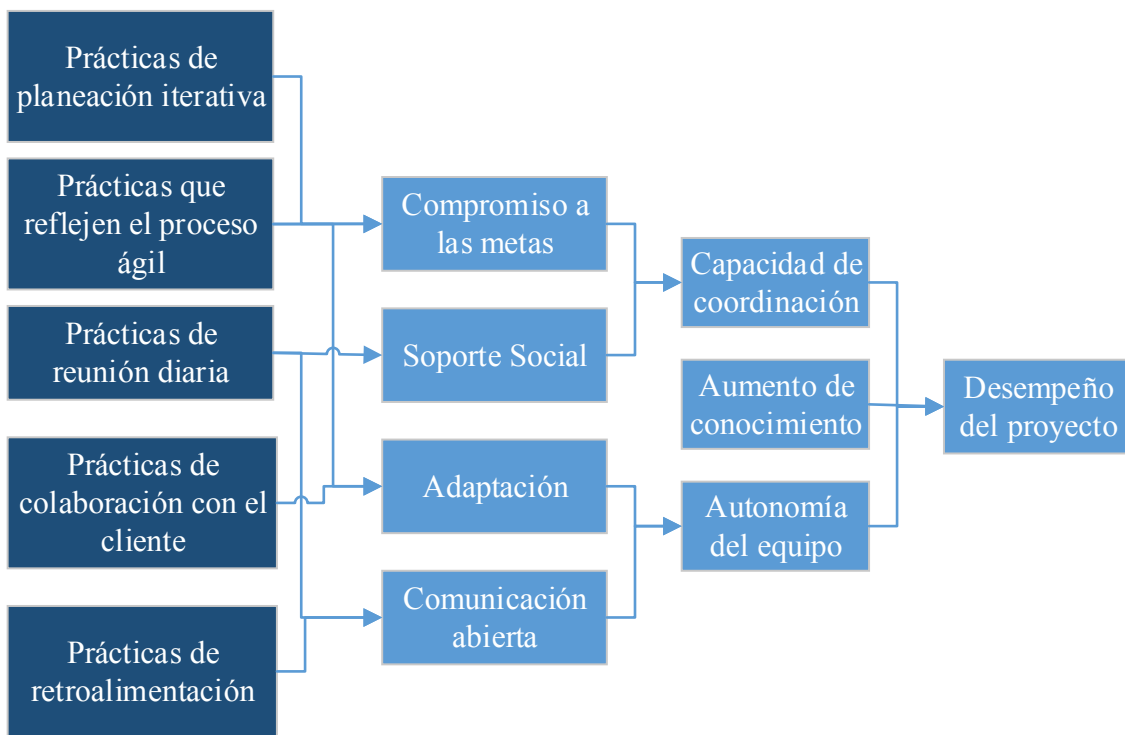 Prácticas de
planeación iterativa
Prácticas que
reflejen el proceso
ágil
Prácticas de
reunión diaria
Prácticas de
colaboración con el
cliente
Prácticas de
retroalimentación
Compromiso a
las metas
Soporte Social
Adaptación
Comunicación
abierta
Capacidad de
coordinación
Aumento de
conocimiento
Autonomía
del equipo
Desempeño
del proyecto